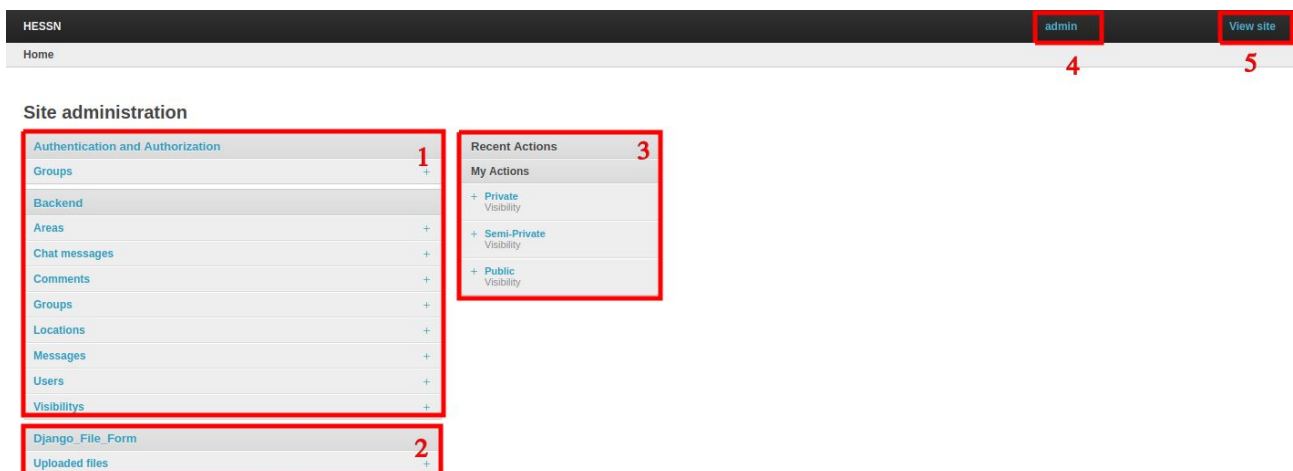 HESSN
admin
View site
Home
4
5
Site administration
Authentication and Authorization
1
Groups
+
Backend
Areas
+
Chat messages
+
Comments
+
Groups
+
Locations
+
Messages
+
Users
+
Visibilitys
+
Django_File_Form
2
Uploaded files
+
Recent Actions
3
My Actions
+ Private
Visibility
+ Semi-Private
Visibility
+ Public
Visibility